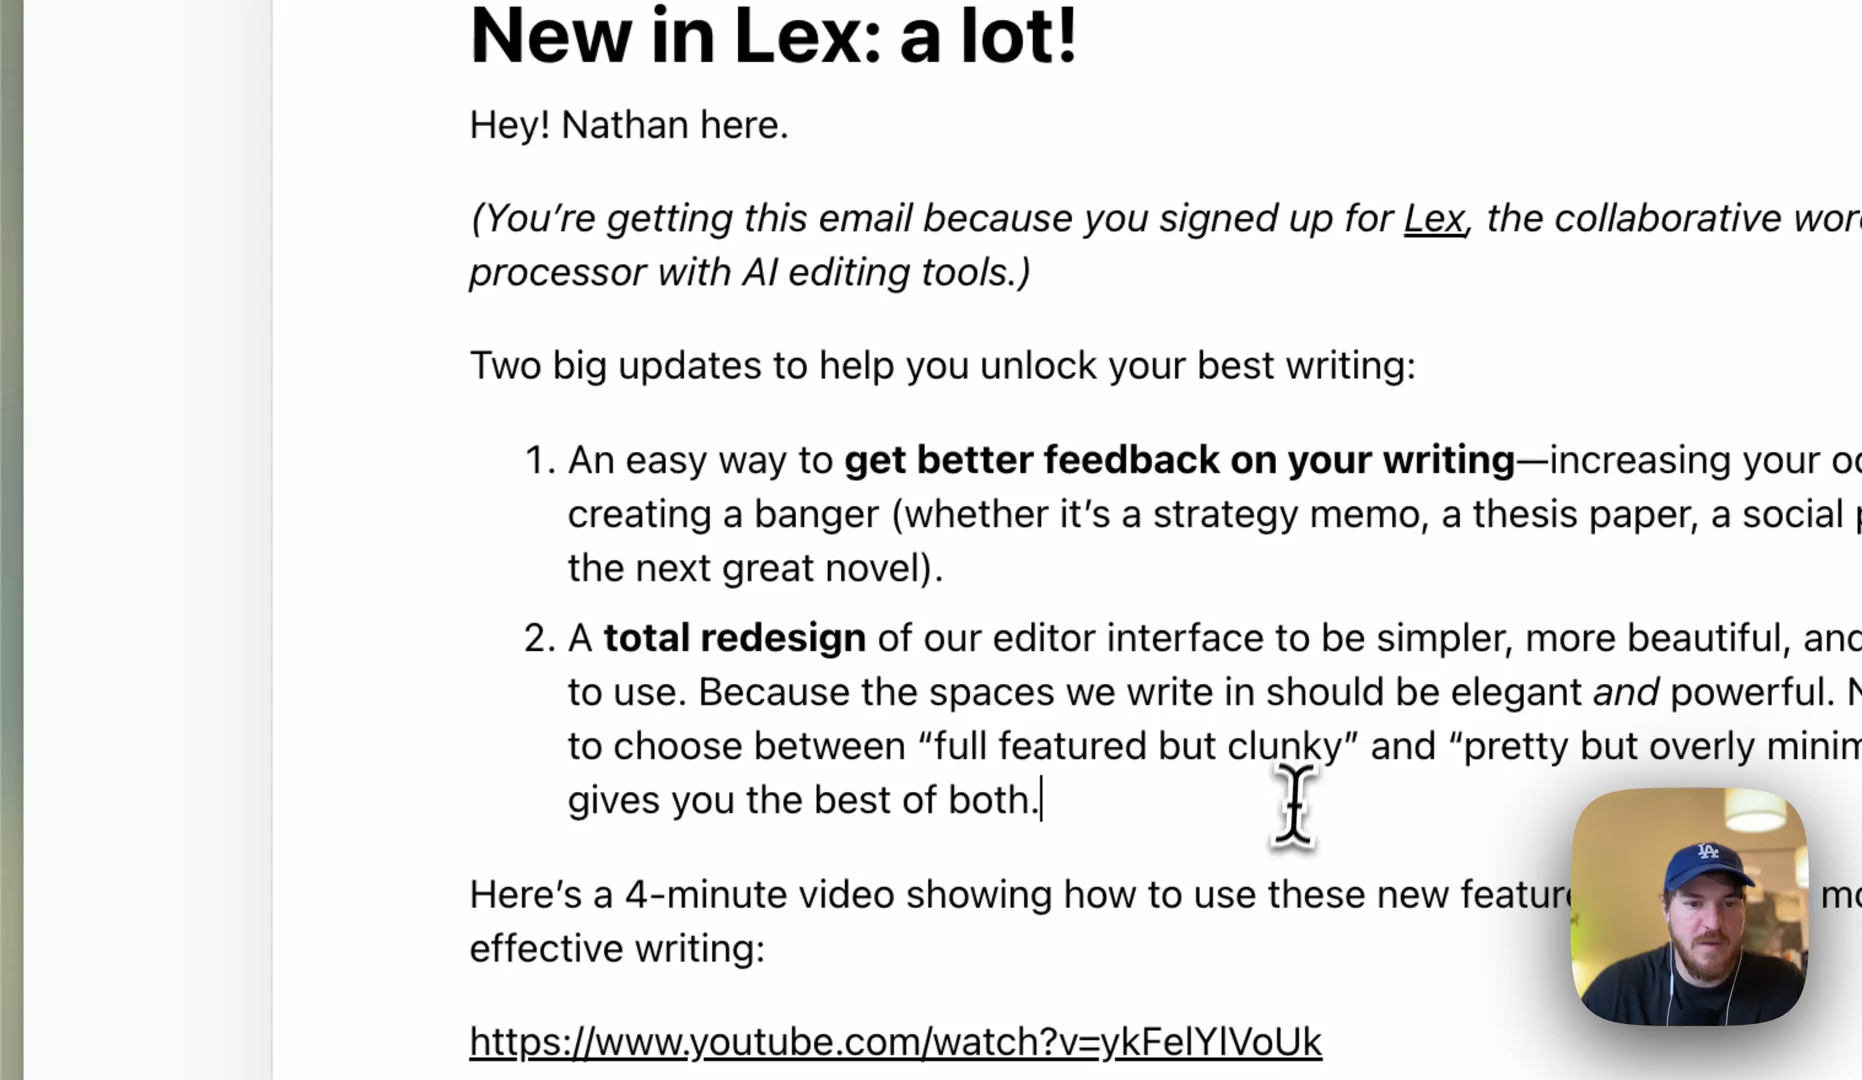 New in Lex: a lot!
Hey! Nathan here.
(You’re getting this email because you signed up for Lex, the collaborative
processor with AI editing tools.)
Two big updates to help you unlock your best writing:
1. An easy way to get better feedback on your writing—increasing your
creating a banger (whether it’s a strategy memo, a thesis paper, a social
the next great novel).
2. A total redesign of our editor interface to be simpler, more beautiful, and
to use. Because the spaces we write in should be elegant and powerful.
to choose between “full featured but clunky” and “pretty but overly
gives you the best of both.
Here’s a 4-minute video showing how to use these new
effective writing:
https://www.youtube.com/watch?v=ykFelYlVoUk
LA